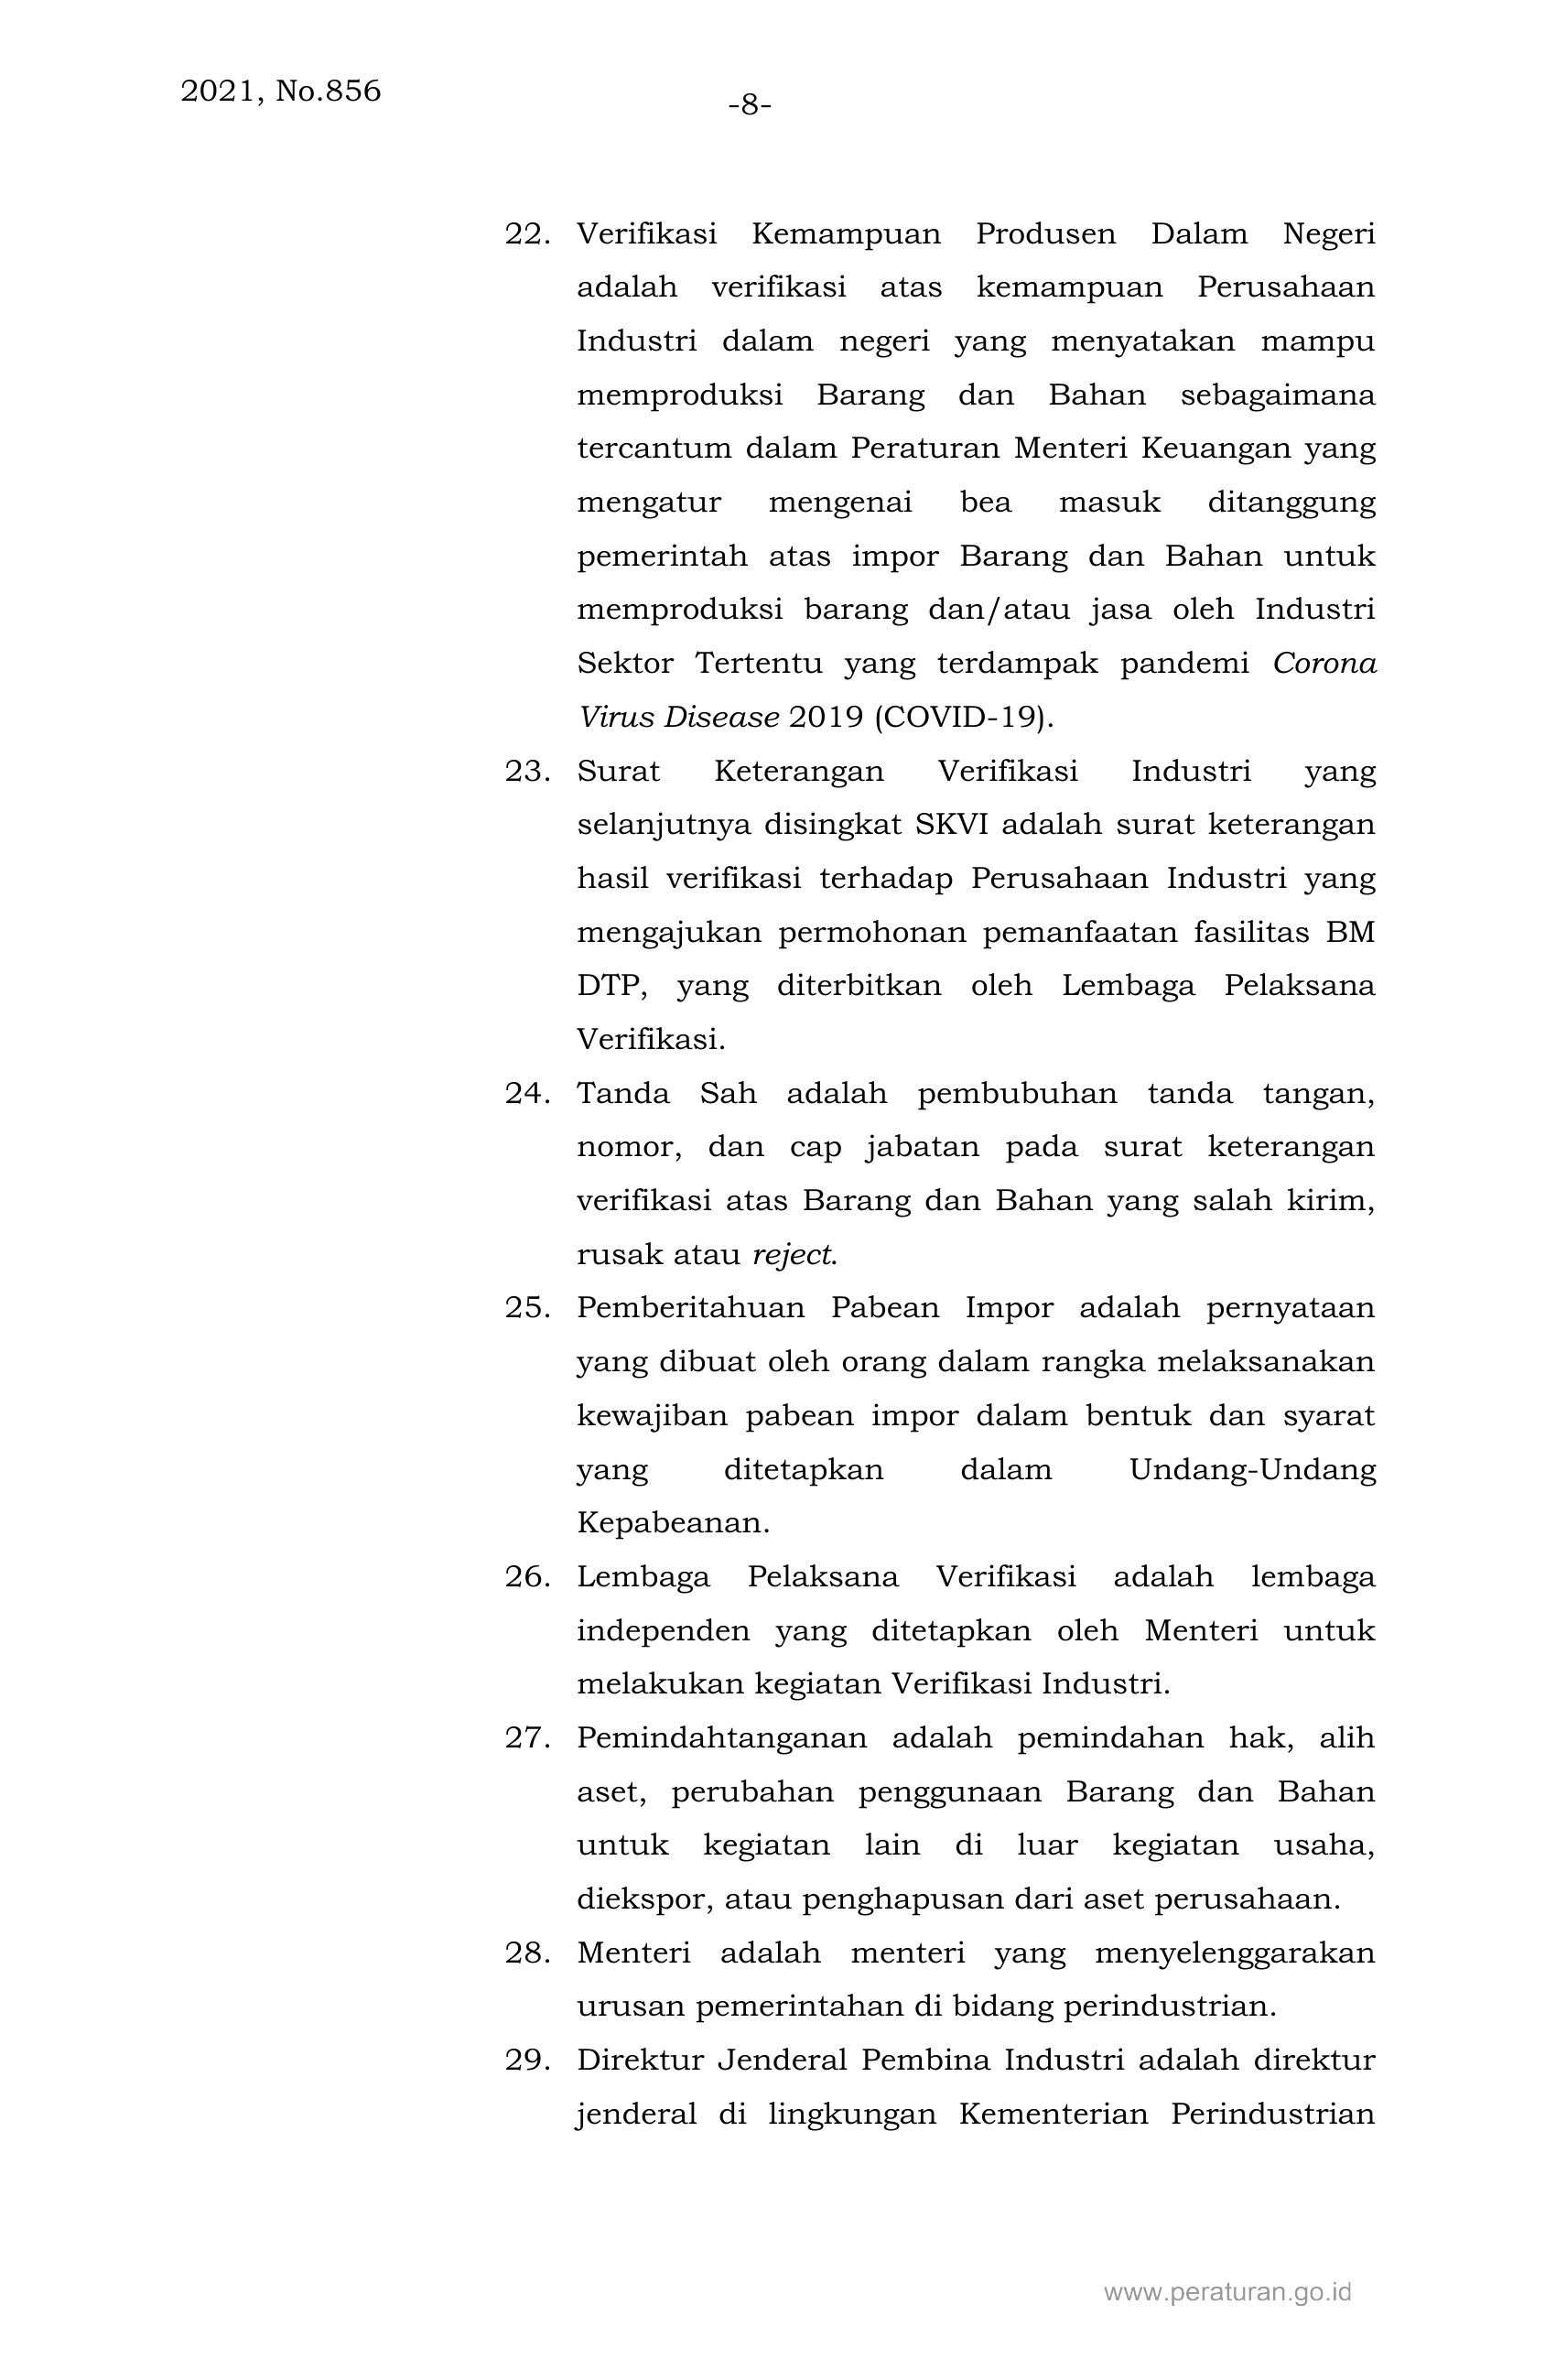 2021, No.856
-8-
22. Verifikasi Kemampuan Produsen Dalam Negeri
adalah verifikasi atas kemampuan Perusahaan
Industri dalam negeri yang menyatakan mampu
memproduksi Barang dan Bahan sebagaimana
tercantum dalam Peraturan Menteri Keuangan yang
mengatur mengenai bea masuk ditanggung
pemerintah atas impor Barang dan Bahan untuk
memproduksi barang dan/atau jasa oleh Industri
Sektor Tertentu yang terdampak pandemi Corona
Virus Disease 2019 (COVID-19).
23. Surat Keterangan Verifikasi Industri yang
selanjutnya disingkat SKVI adalah surat keterangan
hasil verifikasi terhadap Perusahaan Industri yang
mengajukan permohonan pemanfaatan fasilitas BM
DTP, yang diterbitkan oleh Lembaga Pelaksana
Verifikasi.
24. Tanda Sah adalah pembubuhan tanda tangan,
nomor, dan cap jabatan pada surat keterangan
verifikasi atas Barang dan Bahan yang salah kirim,
rusak atau reject.
25. Pemberitahuan Pabean Impor adalah pernyataan
yang dibuat oleh orang dalam rangka melaksanakan
kewajiban pabean impor dalam bentuk dan syarat
yang ditetapkan dalam Undang-Undang
Kepabeanan.
26. Lembaga Pelaksana Verifikasi adalah lembaga
independen yang ditetapkan oleh Menteri untuk
melakukan kegiatan Verifikasi Industri.
27. Pemindahtanganan adalah pemindahan hak, alih
aset, perubahan penggunaan Barang dan Bahan
untuk kegiatan lain di luar kegiatan usaha,
diekspor, atau penghapusan dari aset perusahaan.
28. Menteri adalah menteri yang menyelenggarakan
urusan pemerintahan di bidang perindustrian.
29. Direktur Jenderal Pembina Industri adalah direktur
jenderal di lingkungan Kementerian Perindustrian
www.peraturan.go.id